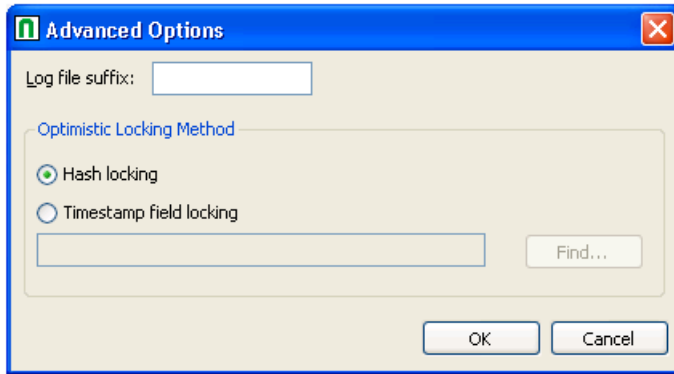 Advanced Options
Log file suffix:
Optimistic Locking Method
Hash locking
Timestamp field locking
Find...
OK Cancel